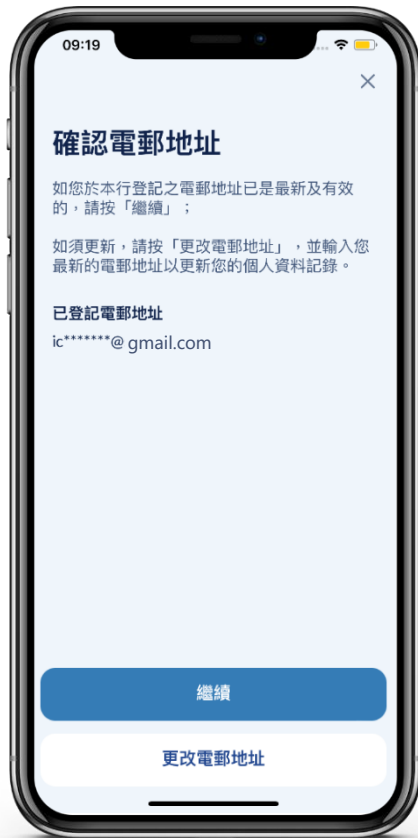 09:19
確認電郵地址
如您於本行登記之電郵地址已是最新及有效
的，請按「繼續」；
如須更新，請按「更改電郵地址」，並輸入您
最新的電郵地址以更新您的個人資料記錄。
已登記電郵地址
ic*******@ gmail.com
繼續
更改電郵地址